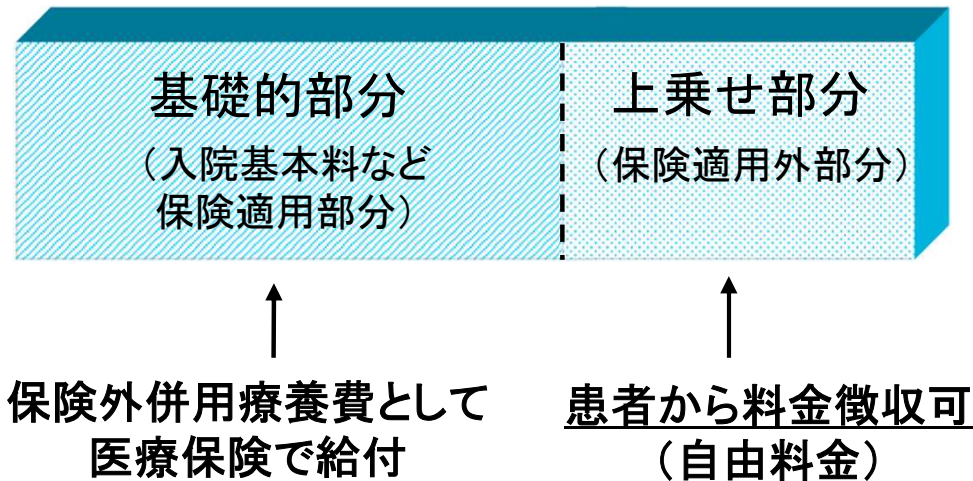 基礎的部分
（入院基本料など
保険適用部分）
上乗せ部分
（保険適用外部分）
保険外併用療養費として
医療保険で給付
患者から料金徴収可
（自由料金）